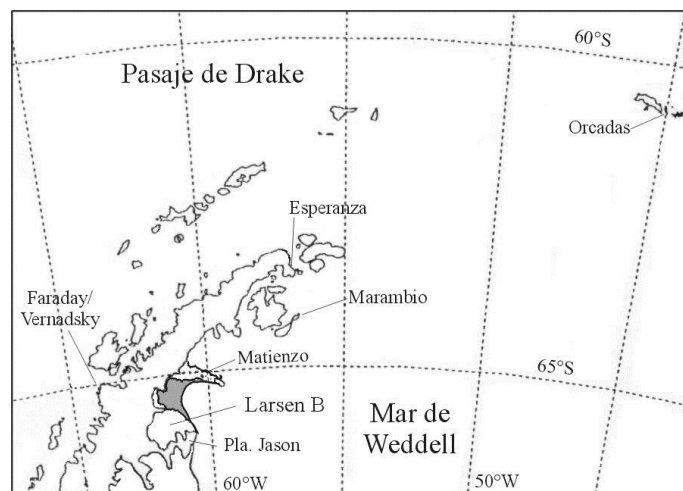 60°S
Pasaje de Drake
Orcadas
Esperanza
Faraday/
Vernadsky
Marambio
Matienzo
65°S
Larsen B
Mar de
Weddell
Pla. Jason
60°W
50°W